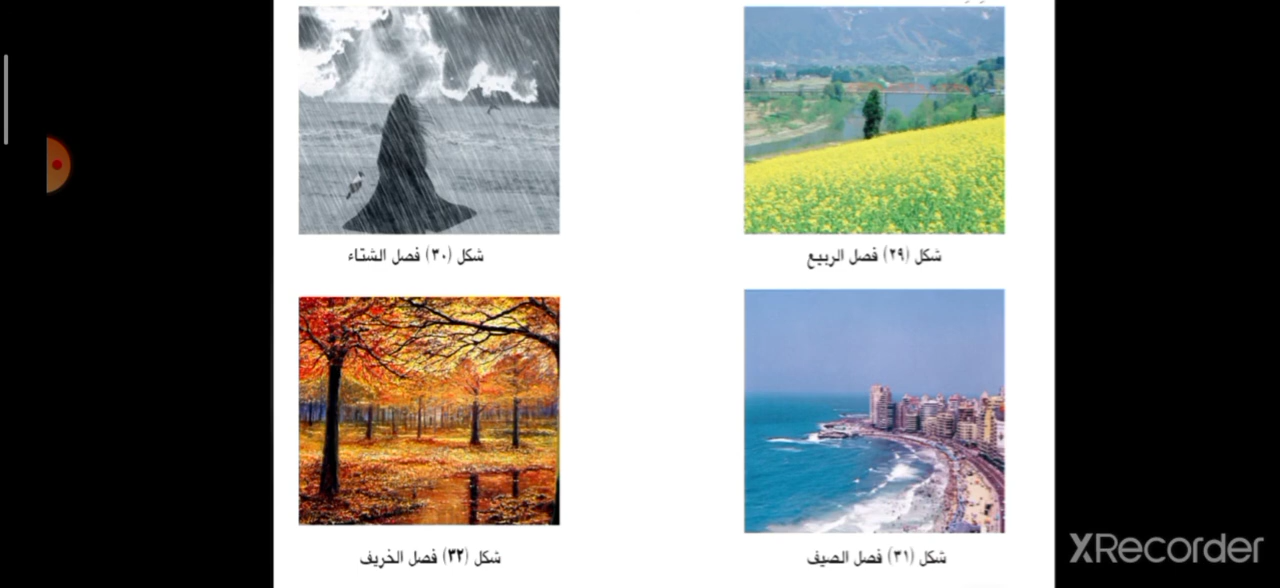 شكل (٢٩) فصل الربيع
شكل (٣٠) فصل الشتاء
شكل (٣١) فصل الصيف
شكل (٣٢) فصل الخريف
XRecorder